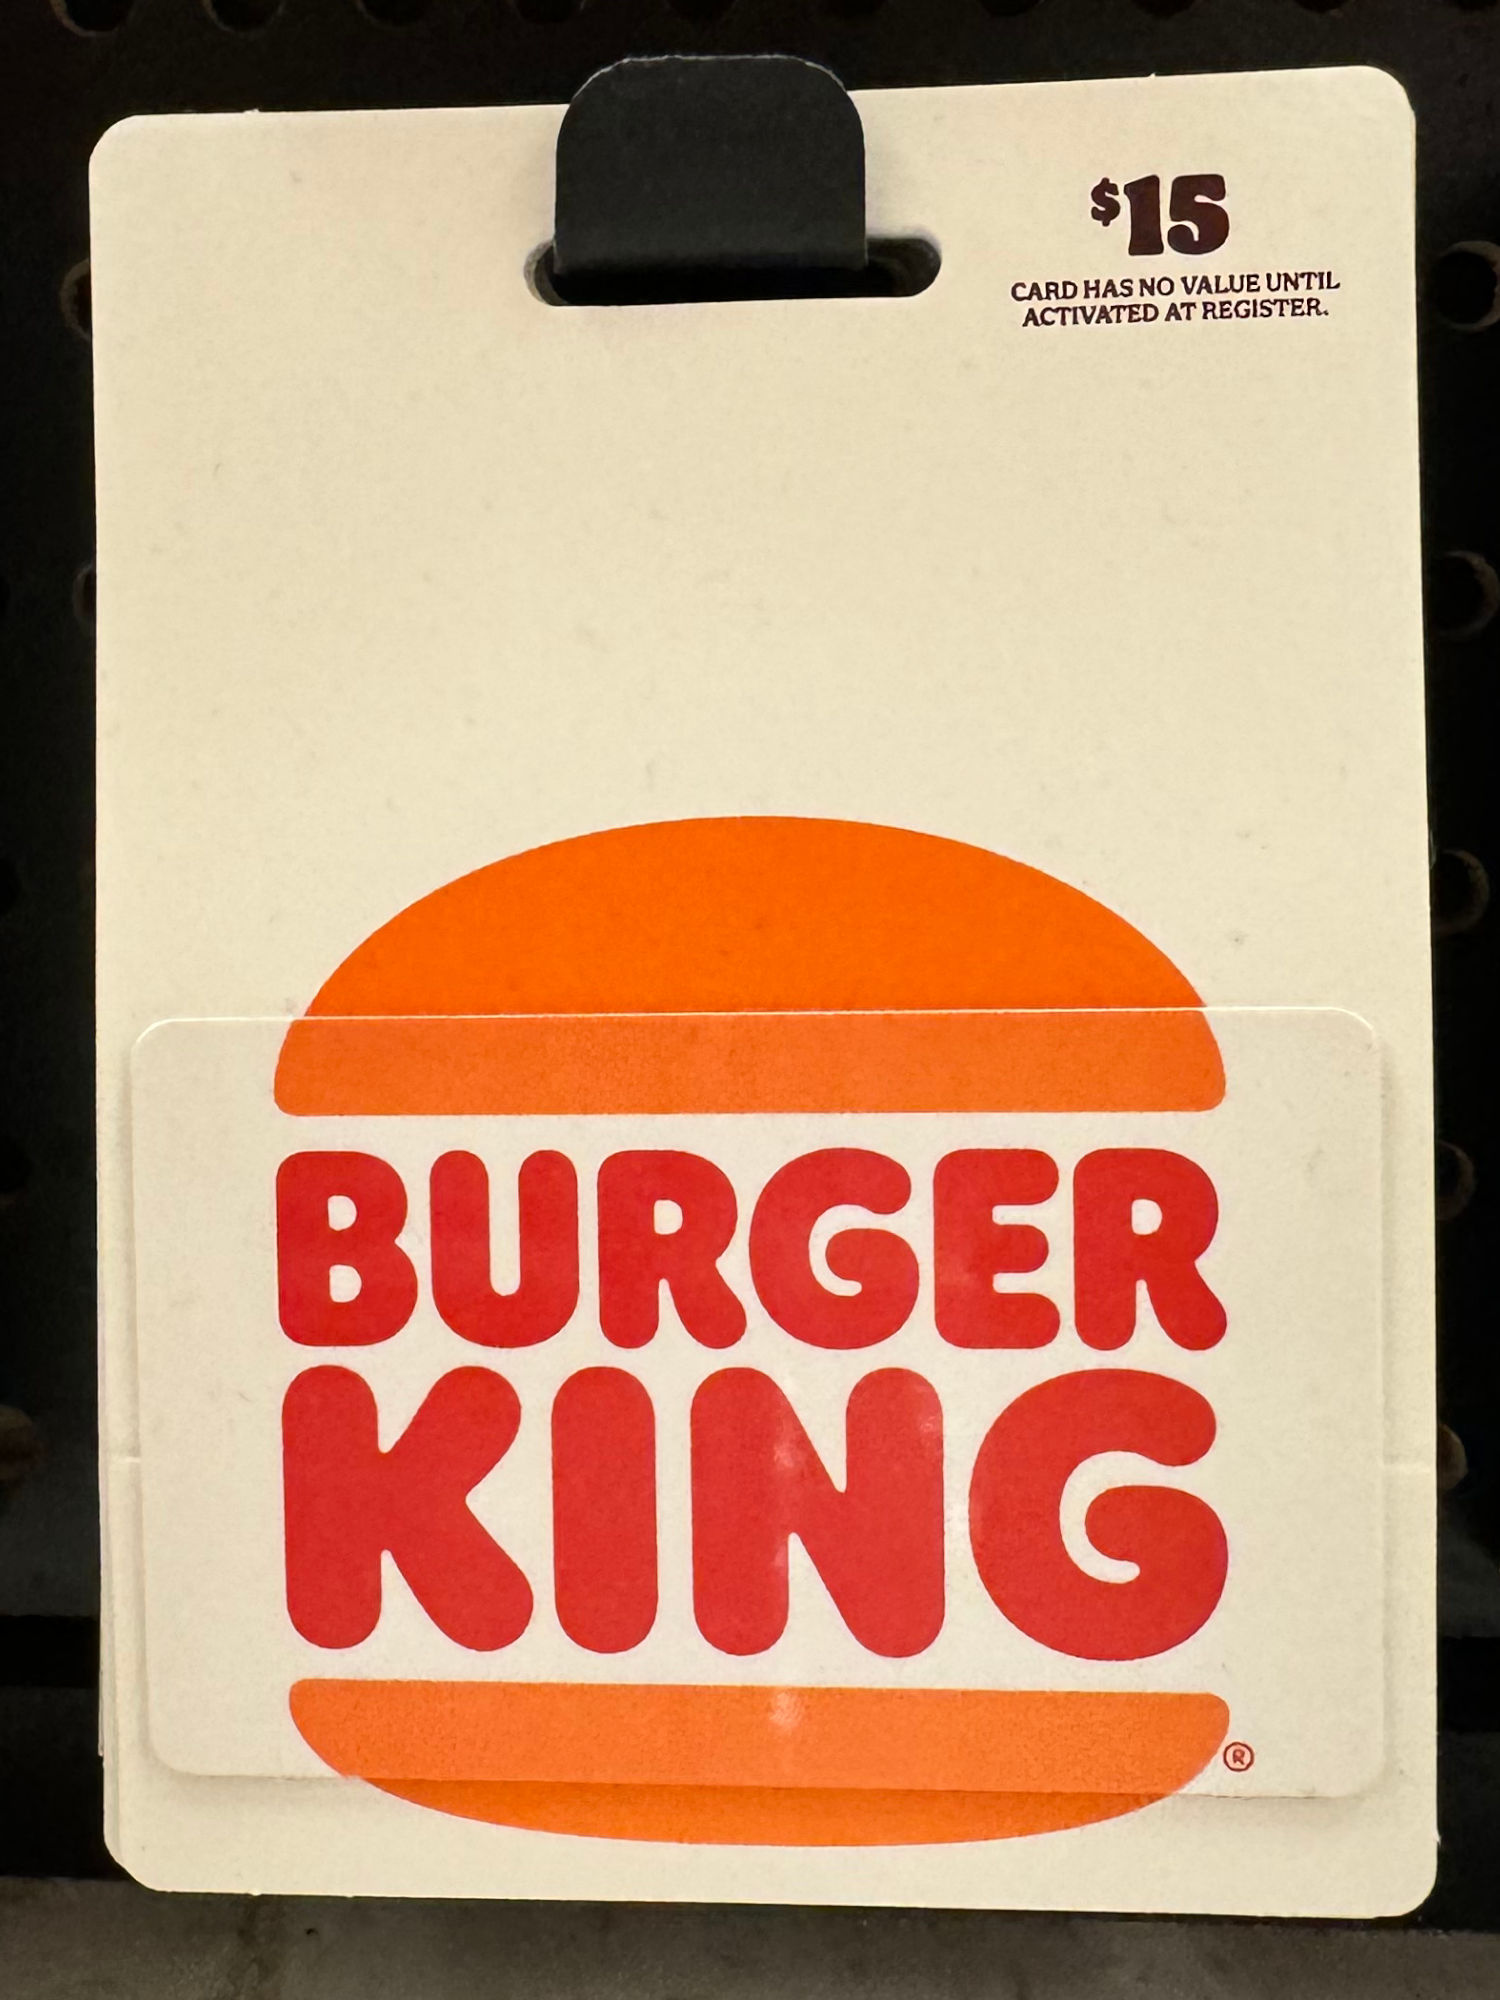 $15
CARD HAS NO VALUE UNTIL
ACTIVATED AT REGISTER.
BURGER
KING
®